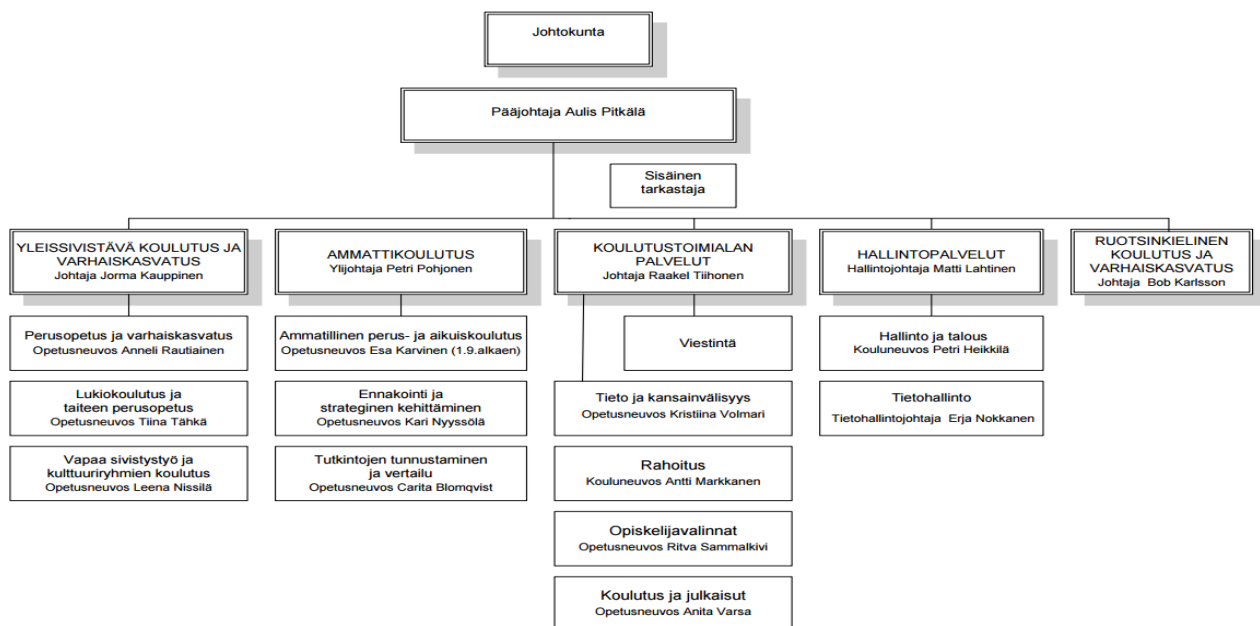 Johtokunta
Pääjohtaja Aulis Pitkälä
Sisäinen
tarkastaja
YLEISSIVISTÄVÄ KOULUTUS JA
VARHAISKASVATUS
Johtaja Jorma Kauppinen
AMMATTIKOULUTUS
Ylijohtaja Petri Pohjonen
KOULUTUSTOIMIALAN
PALVELUT
Johtaja Raakel Tiihonen
HALLINTOPALVELUT
Hallintojohtaja Matti Lahtinen
RUOTSINKIELINEN
KOULUTUS JA
VARHAISKASVATUS
Johtaja Bob Karlsson
Perusopetus ja varhaiskasvatus
Opetusneuvos Anneli Rautiainen
Lukiokoulutus ja
taiteen perusopetus
Opetusneuvos Tiina Tähkä
Vapaa sivistystyö ja
kulttuuriryhmien koulutus
Opetusneuvos Leena Nissilä
Ammatillinen perus- ja aikuiskoulutus
Opetusneuvos Esa Karvinen (1.9.alkaen)
Ennakointi ja
strateginen kehittäminen
Opetusneuvos Kari Nyyssölä
Tutkintojen tunnustaminen
ja vertailu
Opetusneuvos Carita Blomqvist
Viestintä
Tieto ja kansainvälisyys
Opetusneuvos Kristiina Volmari
Rahoitus
Kouluneuvos Antti Markkanen
Opiskelijavalinnat
Opetusneuvos Ritva Sammalkivi
Koulutus ja julkaisut
Opetusneuvos Anita Varsa
Hallinto ja talous
Kouluneuvos Petri Heikkilä
Tietohallinto
Tietohallintojohtaja Erja Nokkanen